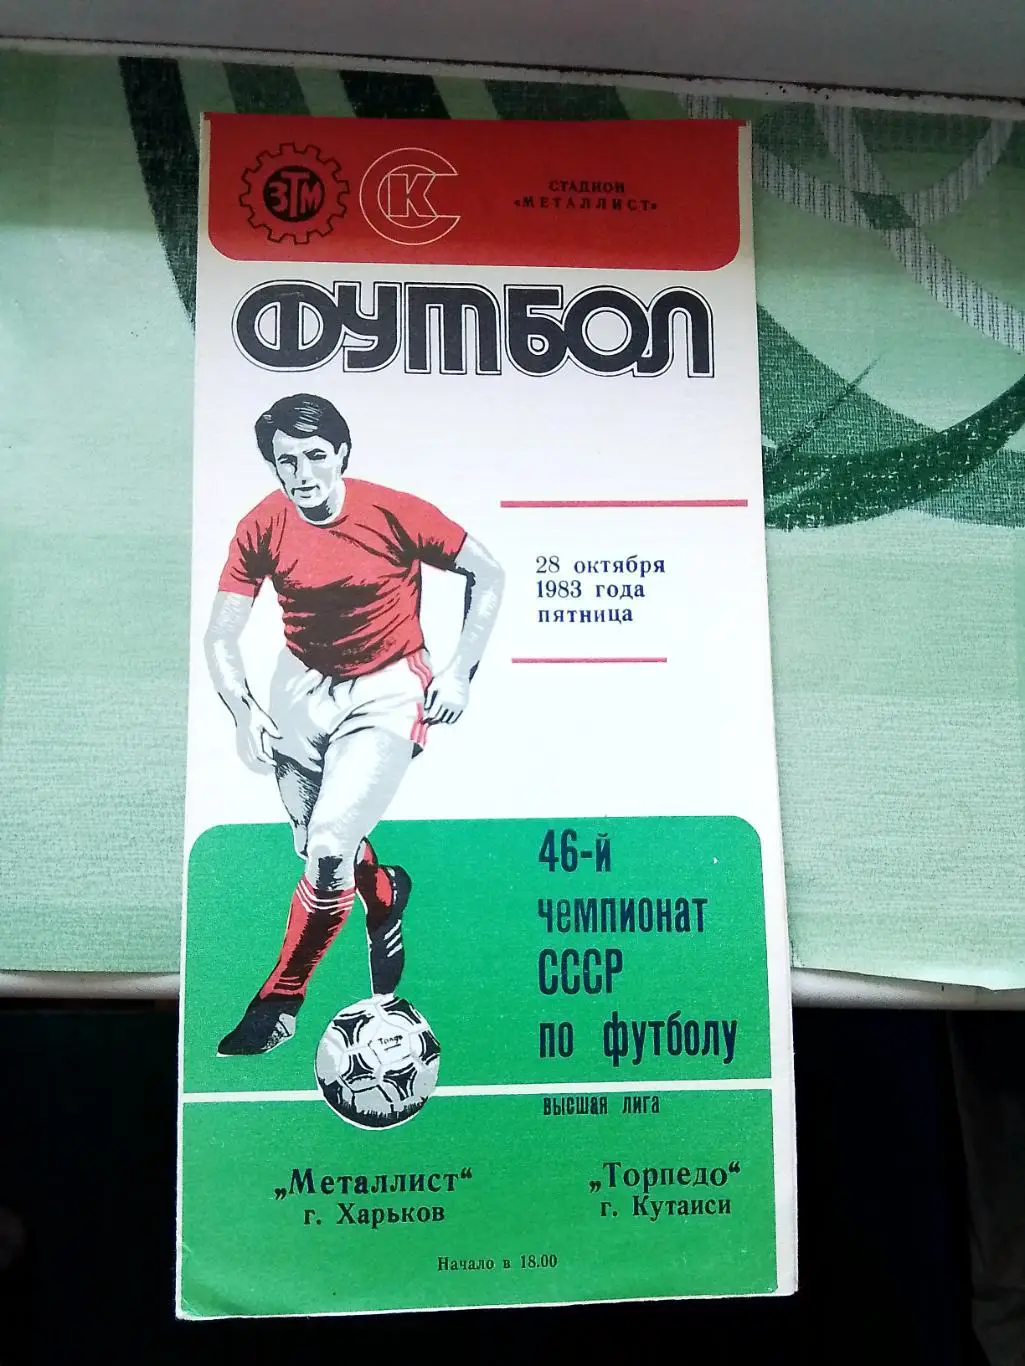 ЗТМ
СК
СТАДИОН
«МЕТАЛЛИСТ»
ФУТБОЛ
28 октября
1983 года
пятница
46-й
чемпионат
СССР
по футболу
Tango
высшая лига
„Металлист“
г. Харьков
„Торпедо“
г. Кутаиси
Начало в 18.00